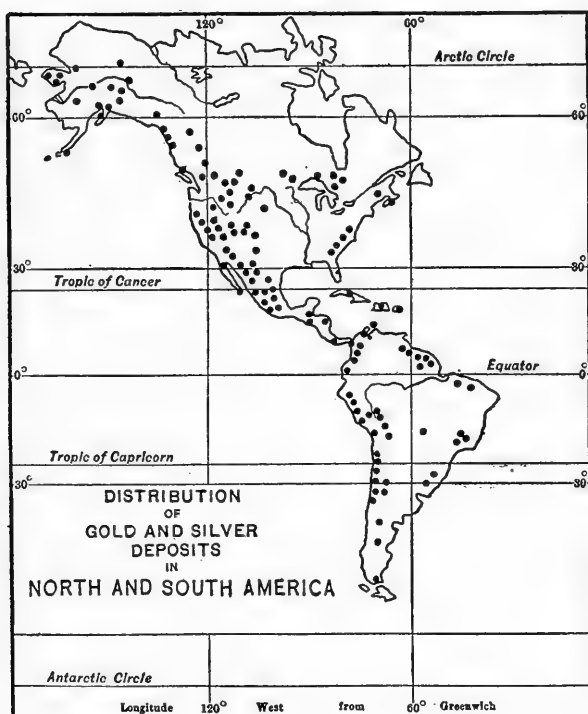 120° 60°
Arctic Circle
60° 60°
30° 30°
Tropic of Cancer
Equator
0° 0°
Tropic of Capricorn
30° 30°
DISTRIBUTION
OF
GOLD AND SILVER
DEPOSITS
IN
NORTH AND SOUTH AMERICA
Antarctic Circle
Longitude 120° West from 60° Greenwich